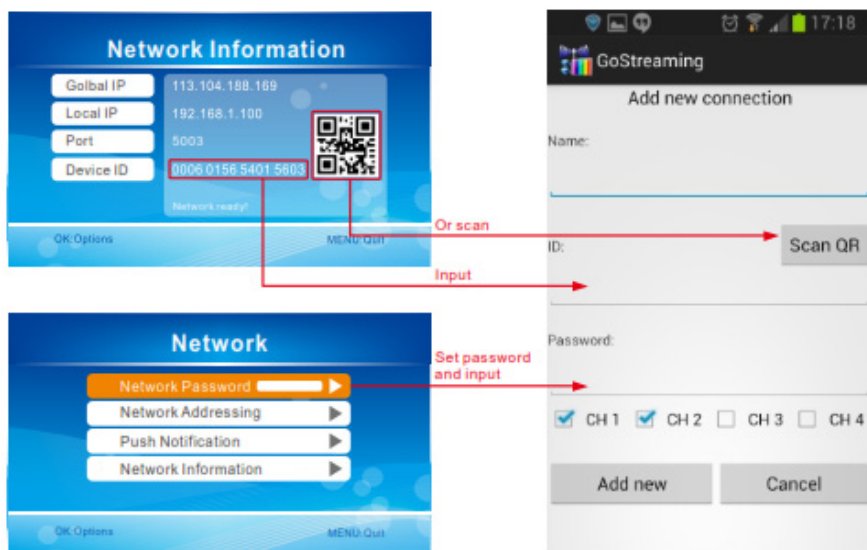 Network Information
Golbal IP 113.104.188.169
Local IP 192.168.1.100
Port 5003
Device ID 0006 0156 5401 5603
Network ready!
OK:Options MENU:Quit
Or scan
Input
Network
Network Password
Network Addressing
Push Notification
Network Information
OK:Options MENU:Quit
Set password
and input
17:18
GoStreaming
Add new connection
Name:
ID: Scan QR
Password:
CH 1 CH 2 CH 3 CH 4
Add new Cancel